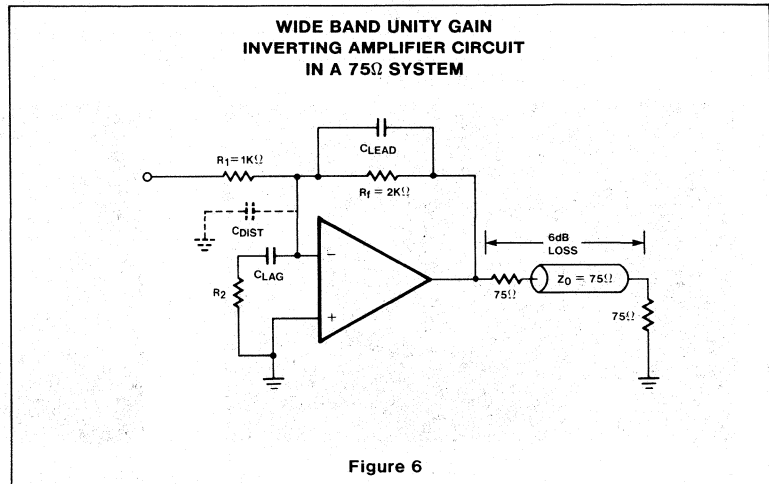 WIDE BAND UNITY GAIN
INVERTING AMPLIFIER CIRCUIT
IN A 75Ω SYSTEM
CLEAD
R1 = 1KΩ
Rf = 2KΩ
CDIST
6dB
LOSS
CLAG
−
R2
+
75Ω
ZO = 75Ω
75Ω
Figure 6